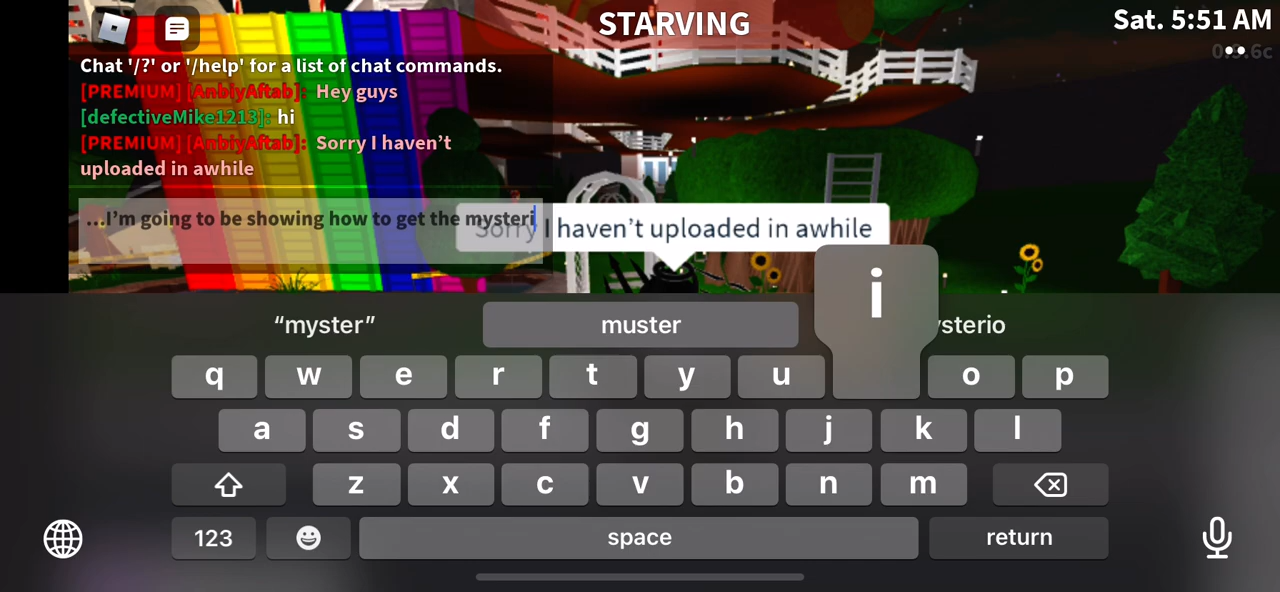 STARVING
Sat. 5:51 AM
Chat '/?' or '/help' for a list of chat commands.
[PREMIUM] [AnbiyAftab]: Hey guys
[defectiveMike1213]: hi
[PREMIUM] [AnbiyAftab]: Sorry I haven't
uploaded in awhile
...I'm going to be showing how to get the mysteri
Sorry I haven't uploaded in awhile
"myster" muster
i
q w e r t y u o p
a s d f g h j k l
z x c v b n m
123 space return